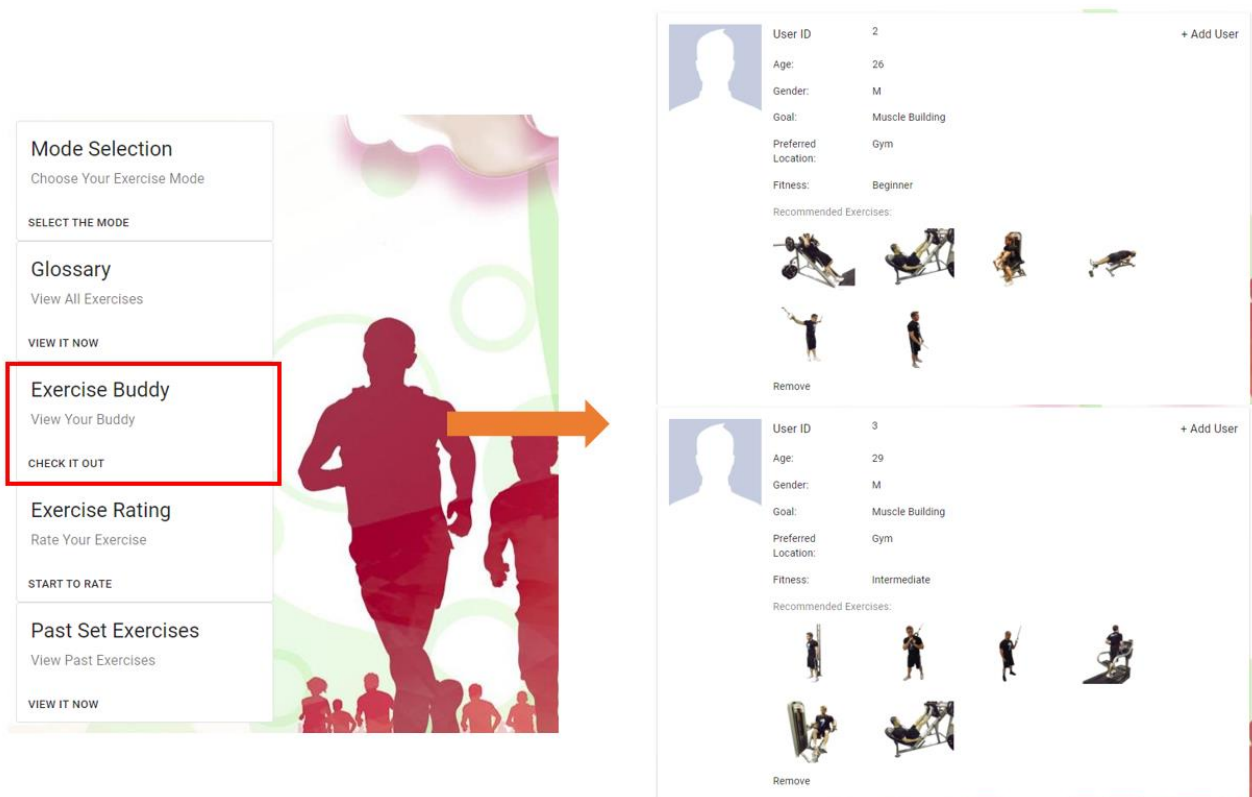 Mode Selection
Choose Your Exercise Mode
SELECT THE MODE
Glossary
View All Exercises
VIEW IT NOW
Exercise Buddy
View Your Buddy
CHECK IT OUT
Exercise Rating
Rate Your Exercise
START TO RATE
Past Set Exercises
View Past Exercises
VIEW IT NOW
User ID 2 + Add User
Age: 26
Gender: M
Goal: Muscle Building
Preferred Gym
Location:
Fitness: Beginner
Recommended Exercises:
Remove
User ID 3 + Add User
Age: 29
Gender: M
Goal: Muscle Building
Preferred Gym
Location:
Fitness: Intermediate
Recommended Exercises:
Remove